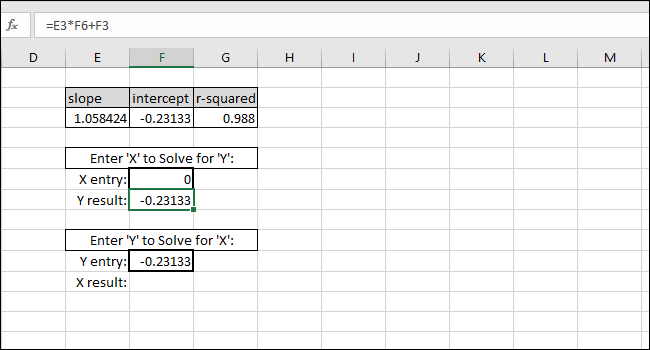 fx =E3*F6+F3
D E F G H I J K L M
slope intercept r-squared
1.058424 -0.23133 0.988
Enter 'X' to Solve for 'Y':
X entry: 0
Y result: -0.23133
Enter 'Y' to Solve for 'X':
Y entry: -0.23133
X result: